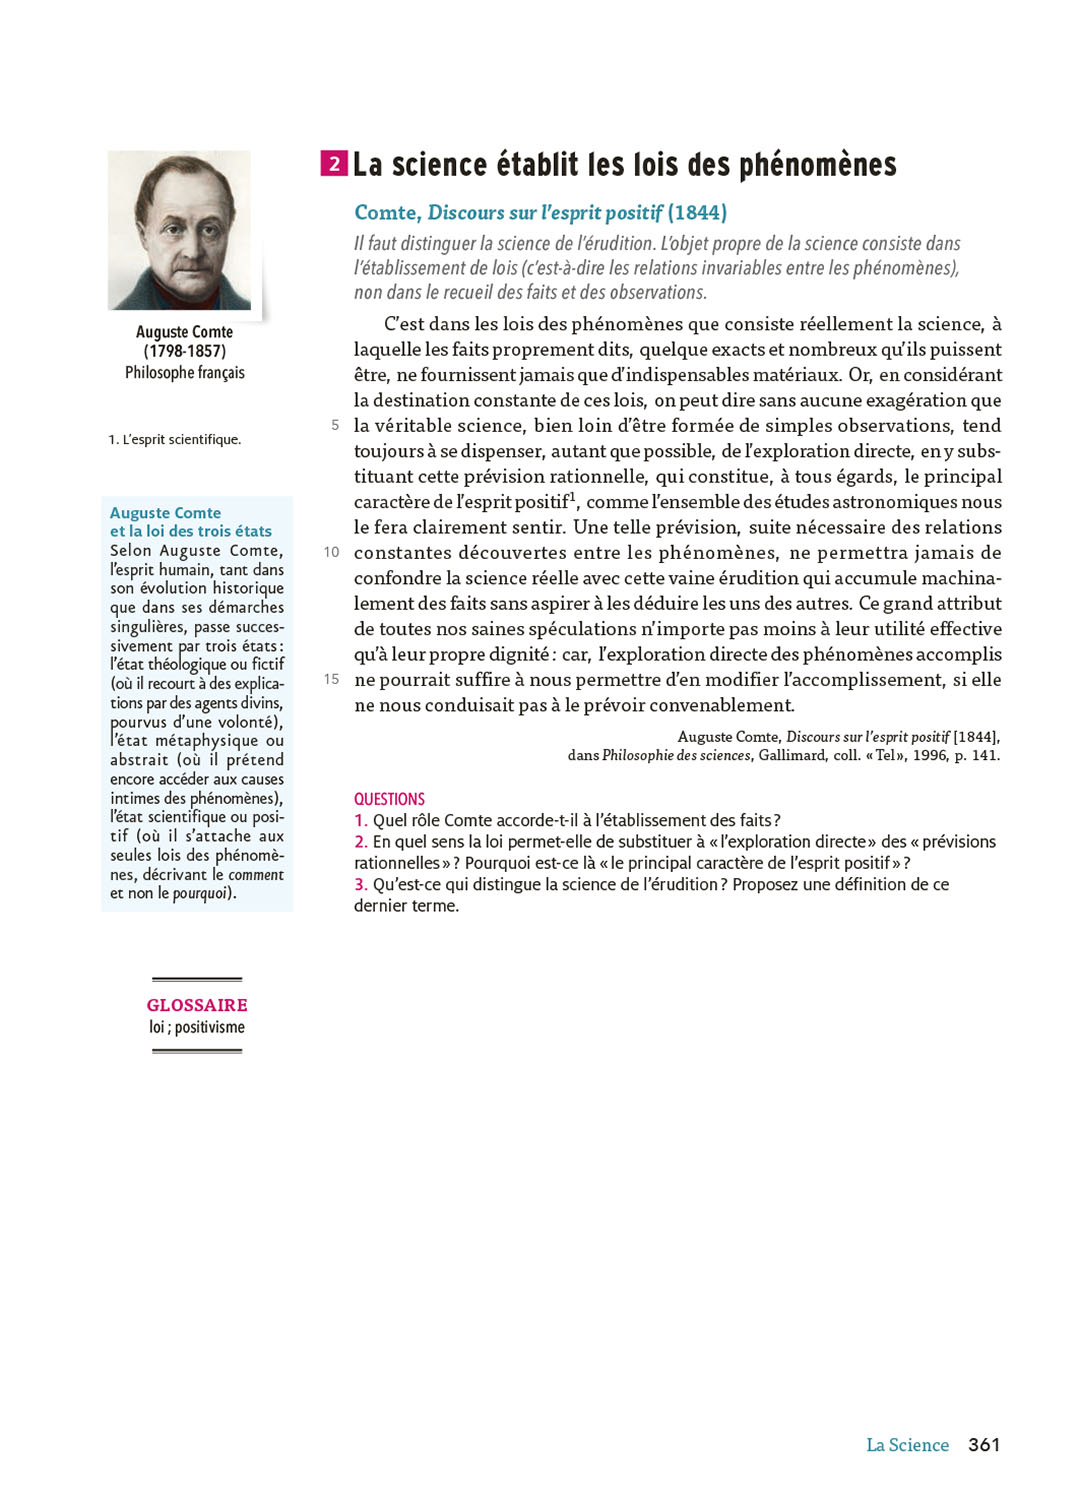 2 La science établit les lois des phénomènes
Comte, Discours sur l'esprit positif (1844)
Il faut distinguer la science de l'érudition. L'objet propre de la science consiste dans
l'établissement de lois (c'est-à-dire les relations invariables entre les phénomènes),
non dans le recueil des faits et des observations.
C'est dans les lois des phénomènes que consiste réellement la science, à
laquelle les faits proprement dits, quelque exacts et nombreux qu'ils puissent
être, ne fournissent jamais que d'indispensables matériaux. Or, en considérant
la destination constante de ces lois, on peut dire sans aucune exagération que
5 la véritable science, bien loin d'être formée de simples observations, tend
toujours à se dispenser, autant que possible, de l'exploration directe, en y subs-
tituant cette prévision rationnelle, qui constitue, à tous égards, le principal
caractère de l'esprit positif1, comme l'ensemble des études astronomiques nous
le fera clairement sentir. Une telle prévision, suite nécessaire des relations
10 constantes découvertes entre les phénomènes, ne permettra jamais de
confondre la science réelle avec cette vaine érudition qui accumule machina-
lement des faits sans aspirer à les déduire les uns des autres. Ce grand attribut
de toutes nos saines spéculations n'importe pas moins à leur utilité effective
qu'à leur propre dignité : car, l'exploration directe des phénomènes accomplis
15 ne pourrait suffire à nous permettre d'en modifier l'accomplissement, si elle
ne nous conduisait pas à le prévoir convenablement.
Auguste Comte, Discours sur l'esprit positif [1844],
dans Philosophie des sciences, Gallimard, coll. « Tel », 1996, p. 141.
QUESTIONS
1. Quel rôle Comte accorde-t-il à l'établissement des faits ?
2. En quel sens la loi permet-elle de substituer à « l'exploration directe » des « prévisions
rationnelles » ? Pourquoi est-ce là « le principal caractère de l'esprit positif » ?
3. Qu'est-ce qui distingue la science de l'érudition ? Proposez une définition de ce
dernier terme.
Auguste Comte
(1798-1857)
Philosophe français
1. L'esprit scientifique.
Auguste Comte
et la loi des trois états
Selon Auguste Comte,
l'esprit humain, tant dans
son évolution historique
que dans ses démarches
singulières, passe succes-
sivement par trois états :
l'état théologique ou fictif
(où il recourt à des explica-
tions par des agents divins,
pourvus d'une volonté),
l'état métaphysique ou
abstrait (où il prétend
encore accéder aux causes
intimes des phénomènes),
l'état scientifique ou posi-
tif (où il s'attache aux
seules lois des phénomè-
nes, décrivant le comment
et non le pourquoi).
GLOSSAIRE
loi ; positivisme
La Science 361